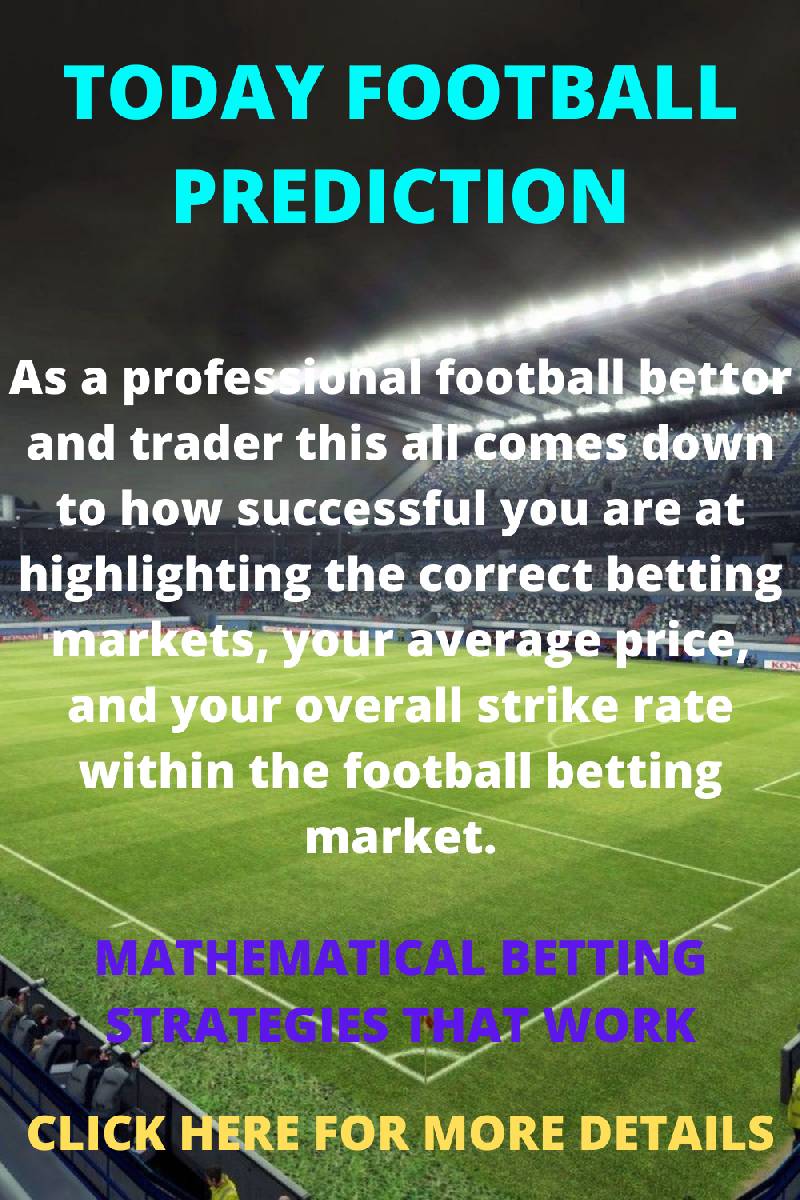 TODAY FOOTBALL
PREDICTION
As a professional football bettor
and trader this all comes down
to how successful you are at
highlighting the correct betting
markets, your average price,
and your overall strike rate
within the football betting
market.
MATHEMATICAL BETTING
STRATEGIES THAT WORK
CLICK HERE FOR MORE DETAILS